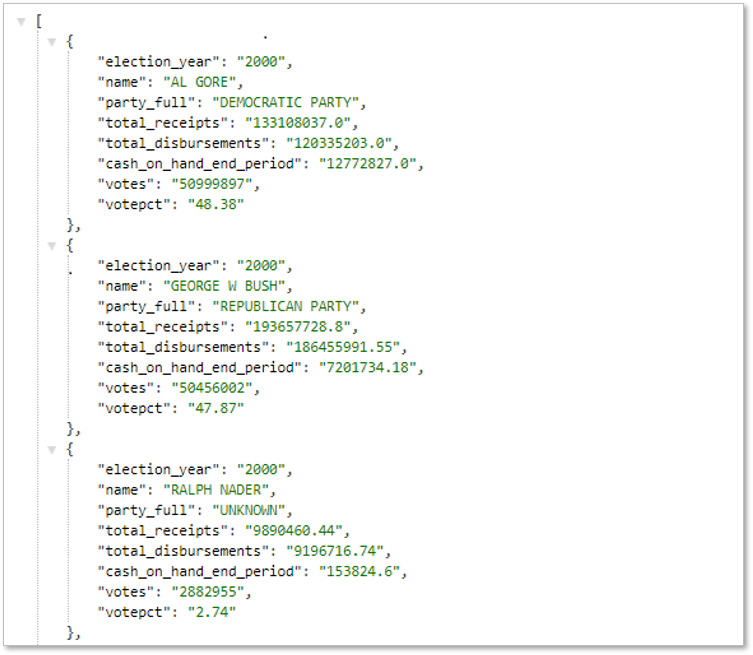 [
{
"election_year": "2000",
"name": "AL GORE",
"party_full": "DEMOCRATIC PARTY",
"total_receipts": "133108037.0",
"total_disbursements": "120335203.0",
"cash_on_hand_end_period": "12772827.0",
"votes": "50999897",
"votepct": "48.38"
},
{
"election_year": "2000",
"name": "GEORGE W BUSH",
"party_full": "REPUBLICAN PARTY",
"total_receipts": "193657728.8",
"total_disbursements": "186455991.55",
"cash_on_hand_end_period": "7201734.18",
"votes": "50456002",
"votepct": "47.87"
},
{
"election_year": "2000",
"name": "RALPH NADER",
"party_full": "UNKNOWN",
"total_receipts": "9890460.44",
"total_disbursements": "9196716.74",
"cash_on_hand_end_period": "153824.6",
"votes": "2882955",
"votepct": "2.74"
},